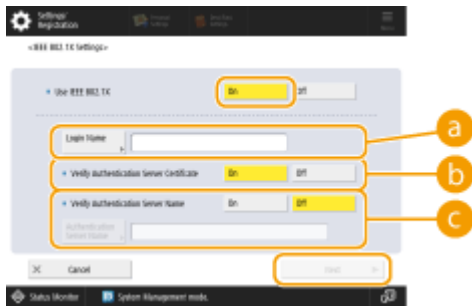 Settings/
Registration
<IEEE 802.1X Settings>
Use IEEE 802.1X
On
Off
a
Login Name
b
Verify Authentication Server Certificate
On
Off
c
Verify Authentication Server Name
On
Off
Authentication
Server Name
Cancel
Next
Status Monitor
System Management mode.